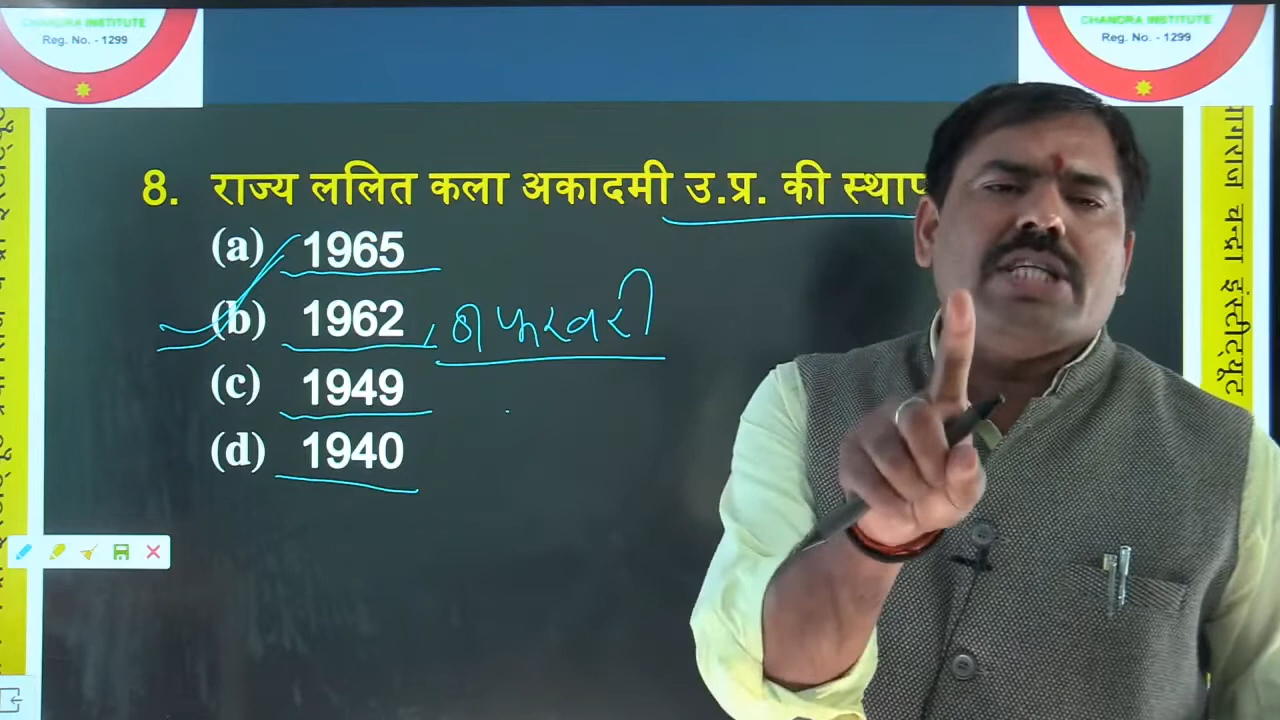 CHANDRA INSTITUTE
Reg. No. - 1299
CHANDRA INSTITUTE
Reg. No. - 1299
8. राज्य ललित कला अकादमी उ.प्र. की स्थाप
(a) 1965
(b) 1962, 8 फरवरी
(c) 1949
(d) 1940
चन्द्रा इंस्टीट्यूट